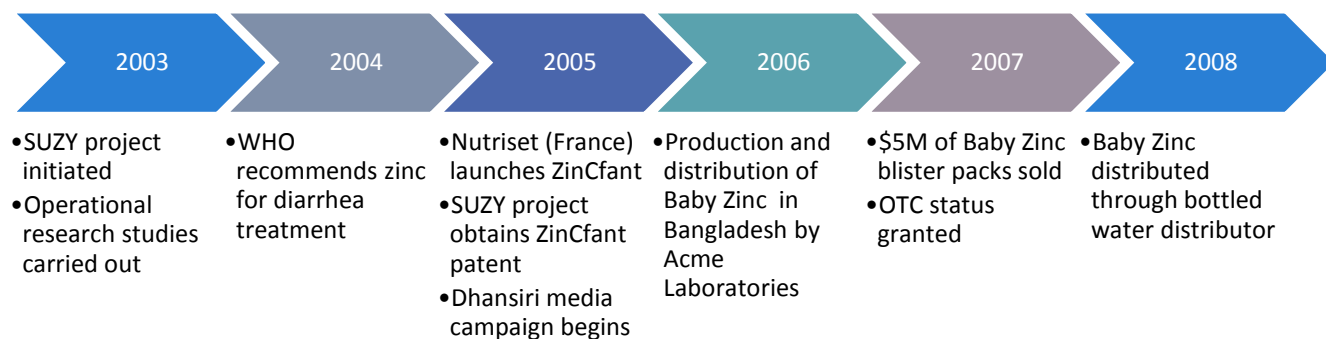 2003
2004
2005
2006
2007
2008
•SUZY project
initiated
•Operational
research studies
carried out
•WHO
recommends zinc
for diarrhea
treatment
•Nutriset (France)
launches ZinCfant
•SUZY project
obtains ZinCfant
patent
•Dhansiri media
campaign begins
•Production and
distribution of
Baby Zinc in
Bangladesh by
Acme
Laboratories
•$5M of Baby Zinc
blister packs sold
•OTC status
granted
•Baby Zinc
distributed
through bottled
water distributor